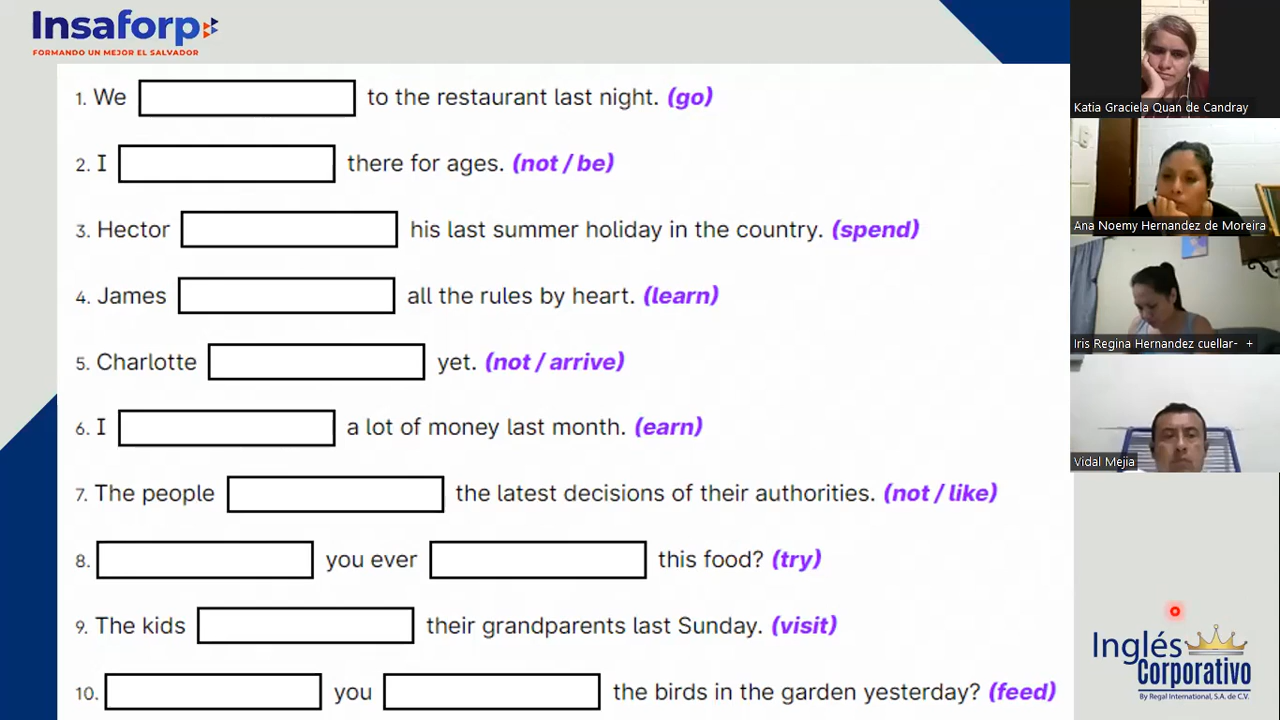 Insaforp
FORMANDO UN MEJOR EL SALVADOR
1. We to the restaurant last night. (go)
2. I there for ages. (not / be)
3. Hector his last summer holiday in the country. (spend)
4. James all the rules by heart. (learn)
5. Charlotte yet. (not / arrive)
6. I a lot of money last month. (earn)
7. The people the latest decisions of their authorities. (not / like)
8. you ever this food? (try)
9. The kids their grandparents last Sunday. (visit)
10. you the birds in the garden yesterday? (feed)
Katia Graciela Quan de Candray
Ana Noemy Hernandez de Moreira
Iris Regina Hernandez cuellar- +
Vidal Mejia
Inglés
Corporativo
By Regal International, S.A. de C.V.